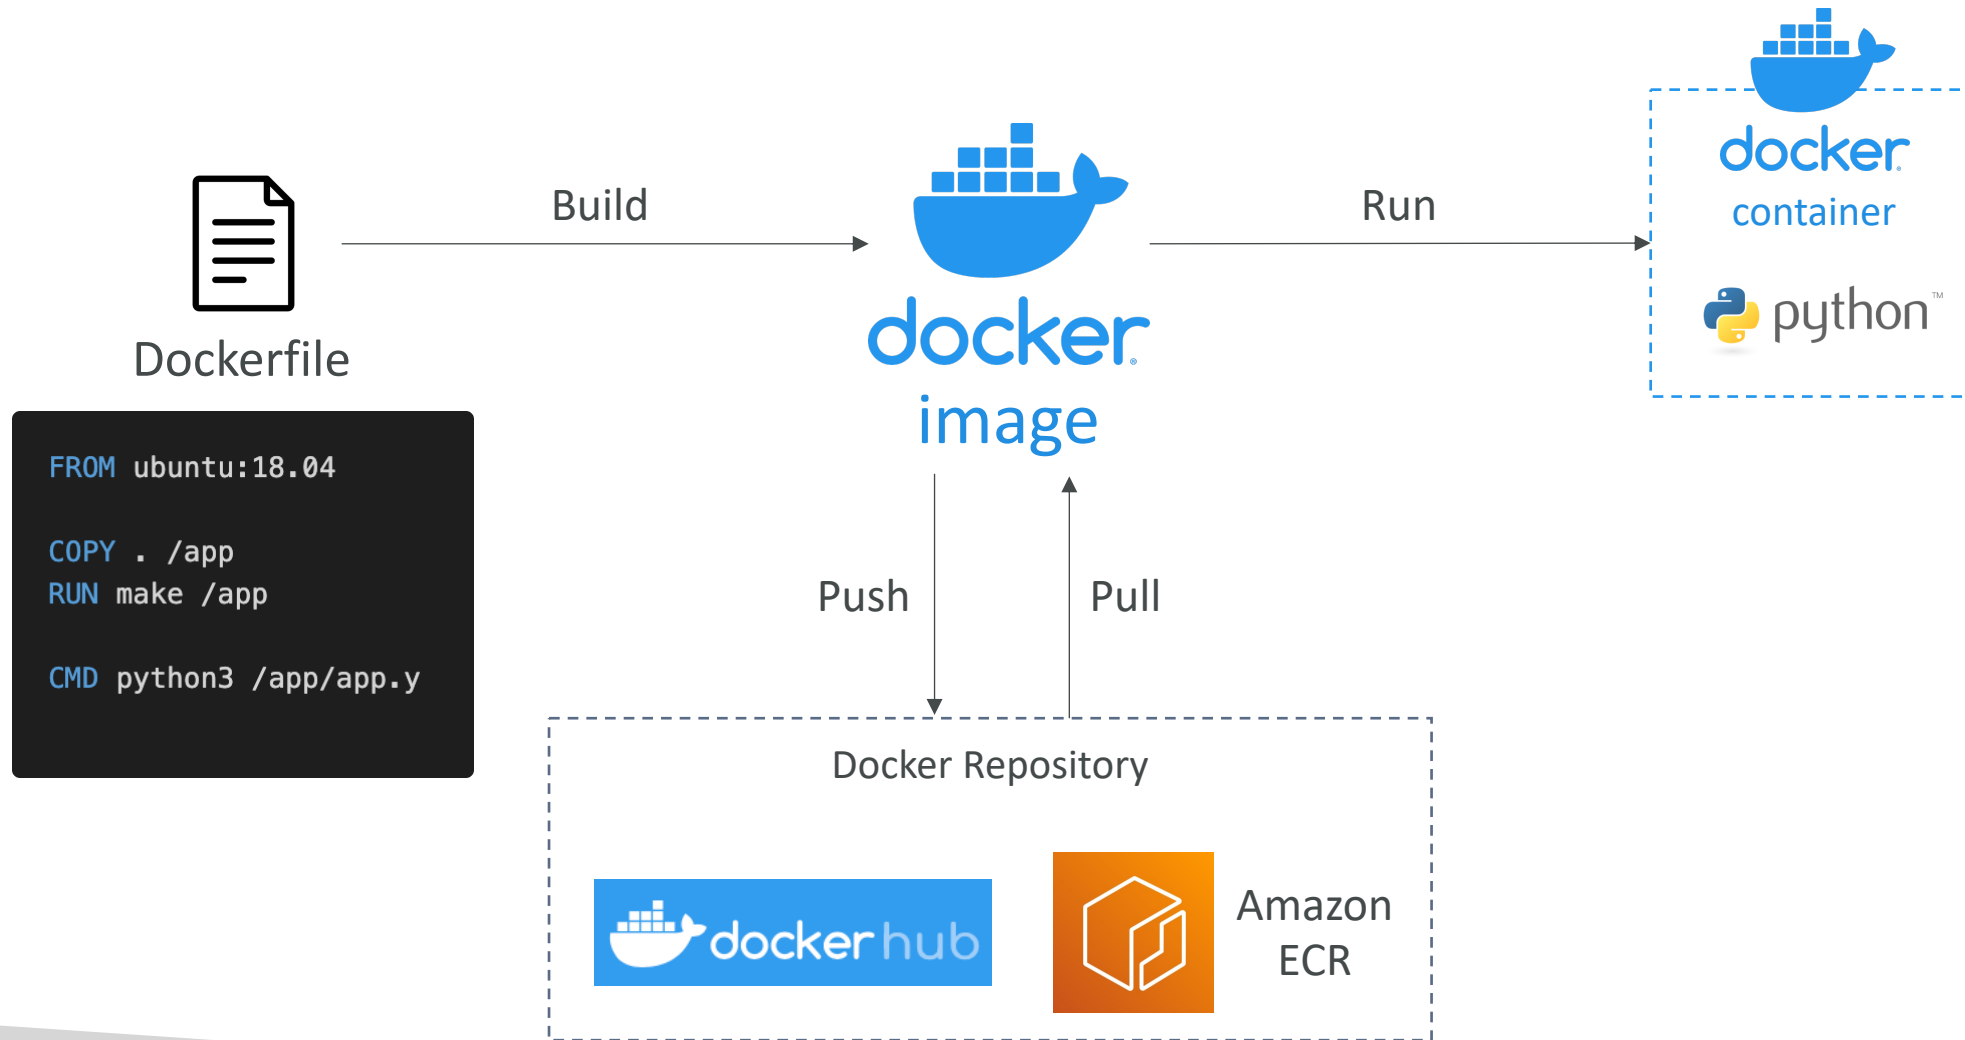 Dockerfile
FROM ubuntu:18.04
COPY . /app
RUN make /app
CMD python3 /app/app.y
Build
docker
image
Run
docker
container
python™
Push
Pull
Docker Repository
docker hub
Amazon
ECR